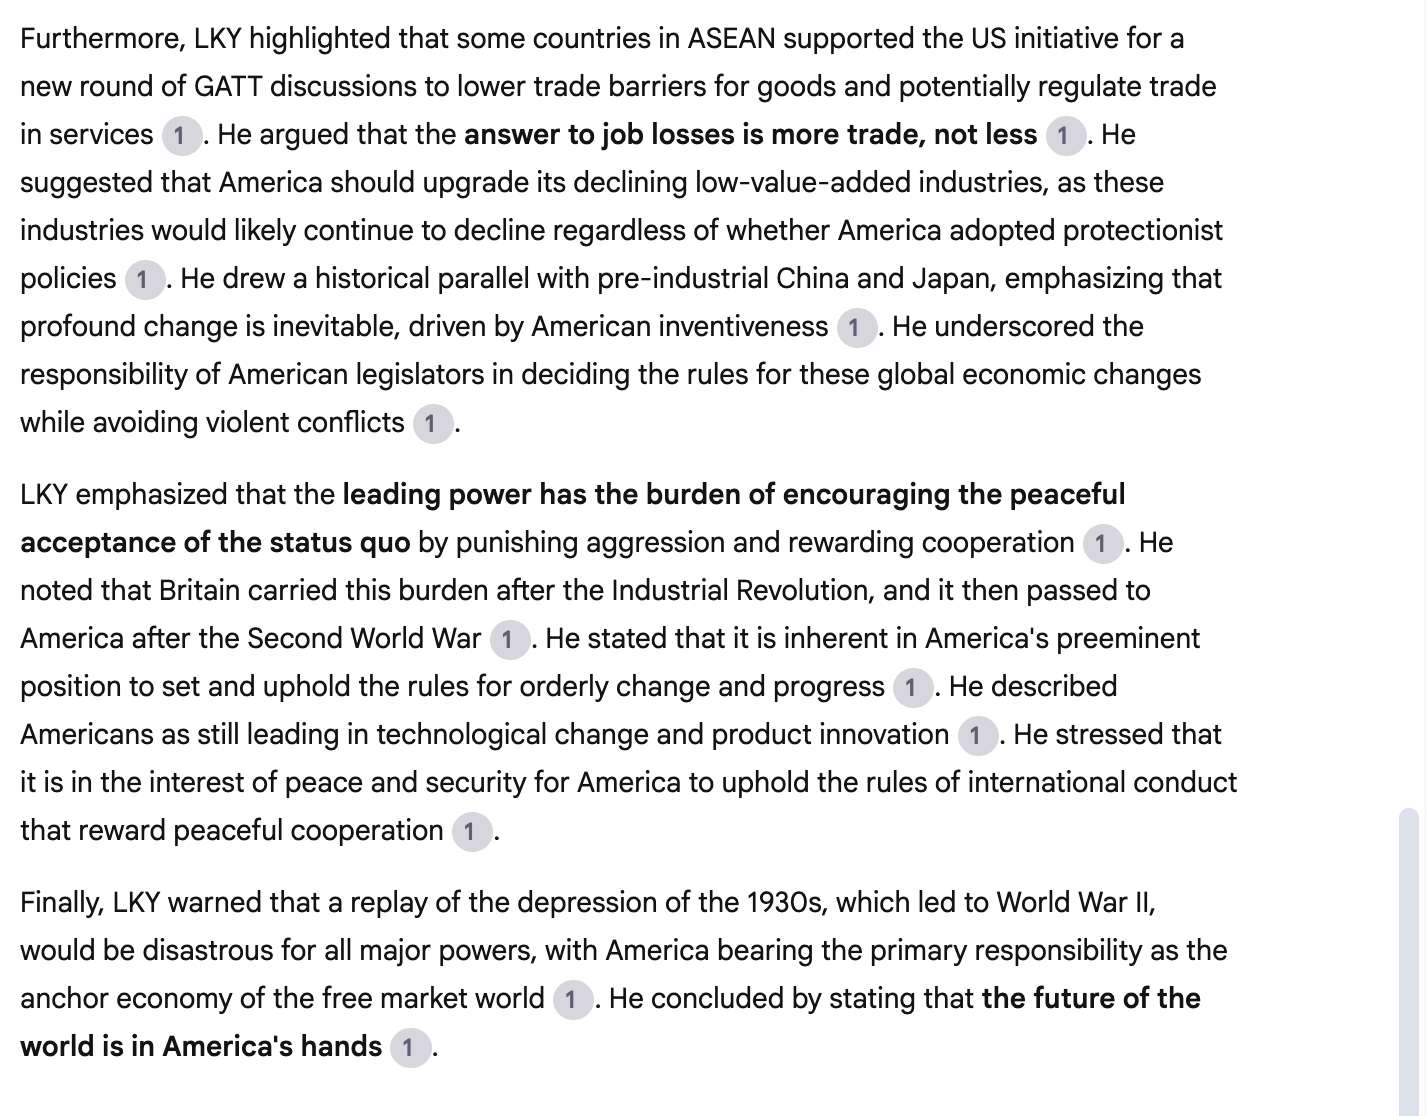 Furthermore, LKY highlighted that some countries in ASEAN supported the US initiative for a
new round of GATT discussions to lower trade barriers for goods and potentially regulate trade
in services 1 . He argued that the answer to job losses is more trade, not less 1 . He
suggested that America should upgrade its declining low-value-added industries, as these
industries would likely continue to decline regardless of whether America adopted protectionist
policies 1 . He drew a historical parallel with pre-industrial China and Japan, emphasizing that
profound change is inevitable, driven by American inventiveness 1 . He underscored the
responsibility of American legislators in deciding the rules for these global economic changes
while avoiding violent conflicts 1 .
LKY emphasized that the leading power has the burden of encouraging the peaceful
acceptance of the status quo by punishing aggression and rewarding cooperation 1 . He
noted that Britain carried this burden after the Industrial Revolution, and it then passed to
America after the Second World War 1 . He stated that it is inherent in America's preeminent
position to set and uphold the rules for orderly change and progress 1 . He described
Americans as still leading in technological change and product innovation 1 . He stressed that
it is in the interest of peace and security for America to uphold the rules of international conduct
that reward peaceful cooperation 1 .
Finally, LKY warned that a replay of the depression of the 1930s, which led to World War II,
would be disastrous for all major powers, with America bearing the primary responsibility as the
anchor economy of the free market world 1 . He concluded by stating that the future of the
world is in America's hands 1 .